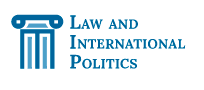 Law and
International
Politics